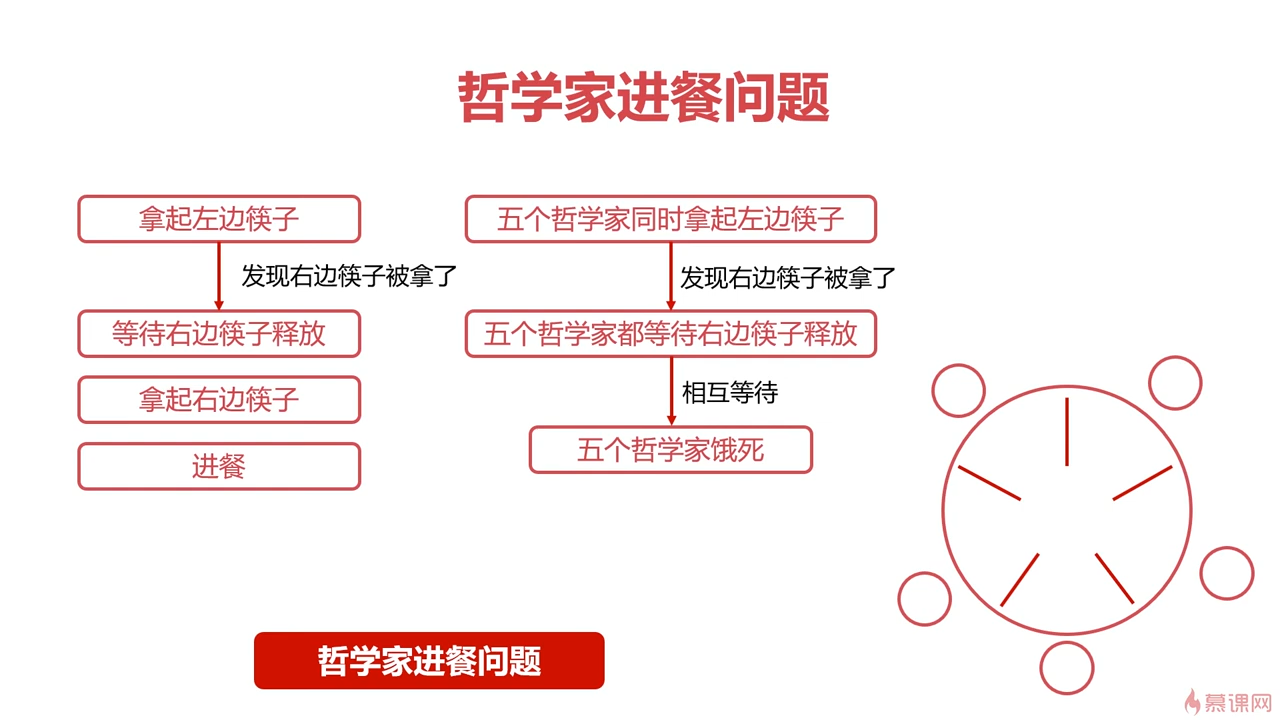 哲学家进餐问题
拿起左边筷子
发现右边筷子被拿了
等待右边筷子释放
拿起右边筷子
进餐
五个哲学家同时拿起左边筷子
发现右边筷子被拿了
五个哲学家都等待右边筷子释放
相互等待
五个哲学家饿死
哲学家进餐问题
慕课网